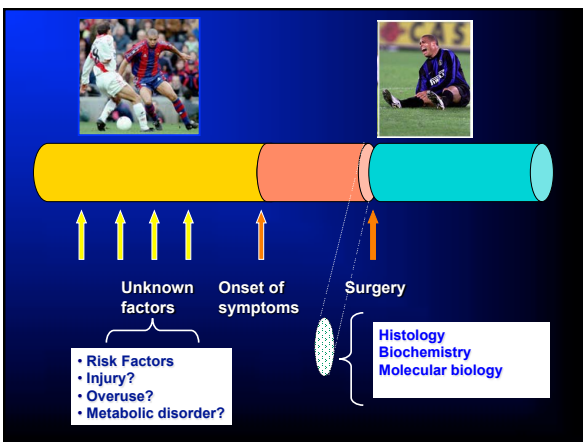 Unknown
factors
Onset of
symptoms
Surgery
• Risk Factors
• Injury?
• Overuse?
• Metabolic disorder?
Histology
Biochemistry
Molecular biology